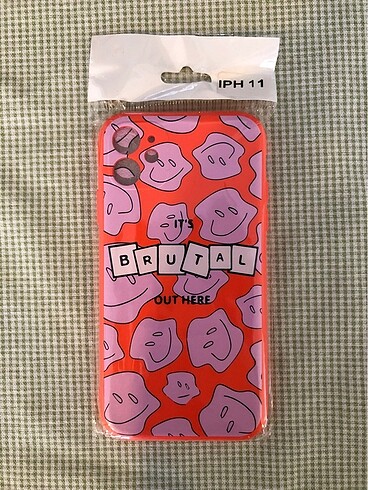 IPH 11
IT'S
BRUTAL
OUT HERE